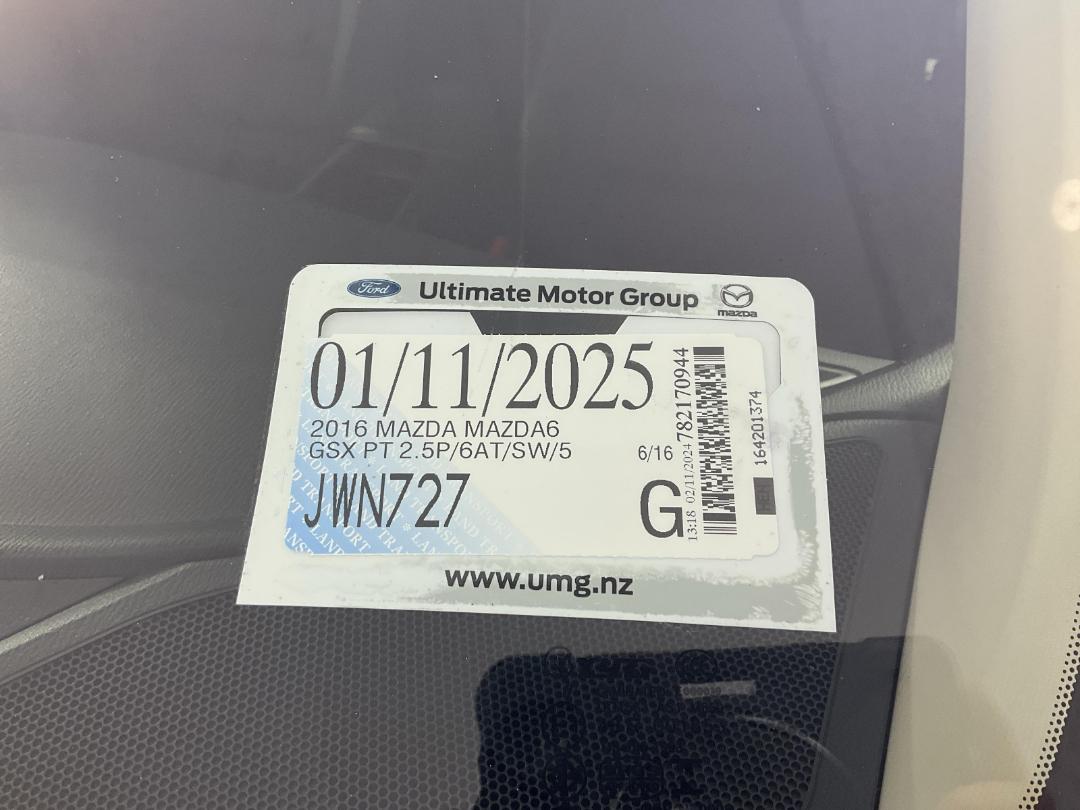 Ford Ultimate Motor Group mazda
01/11/2025
2016 MAZDA MAZDA6
GSX PT 2.5P/6AT/SW/5 6/16
JWN727 G
13:18 02/11/2024 782170944
164201374
www.umg.nz